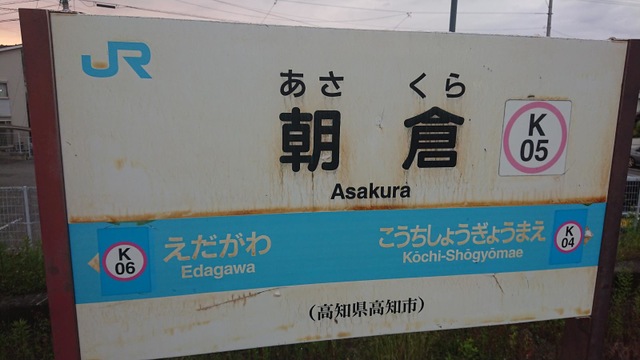 JR
あさ くら
朝 倉
K
05
Asakura
K
06
えだがわ
Edagawa
こうちしょうぎょうまえ
Kōchi-Shōgyōmae
K
04
(高知県高知市)